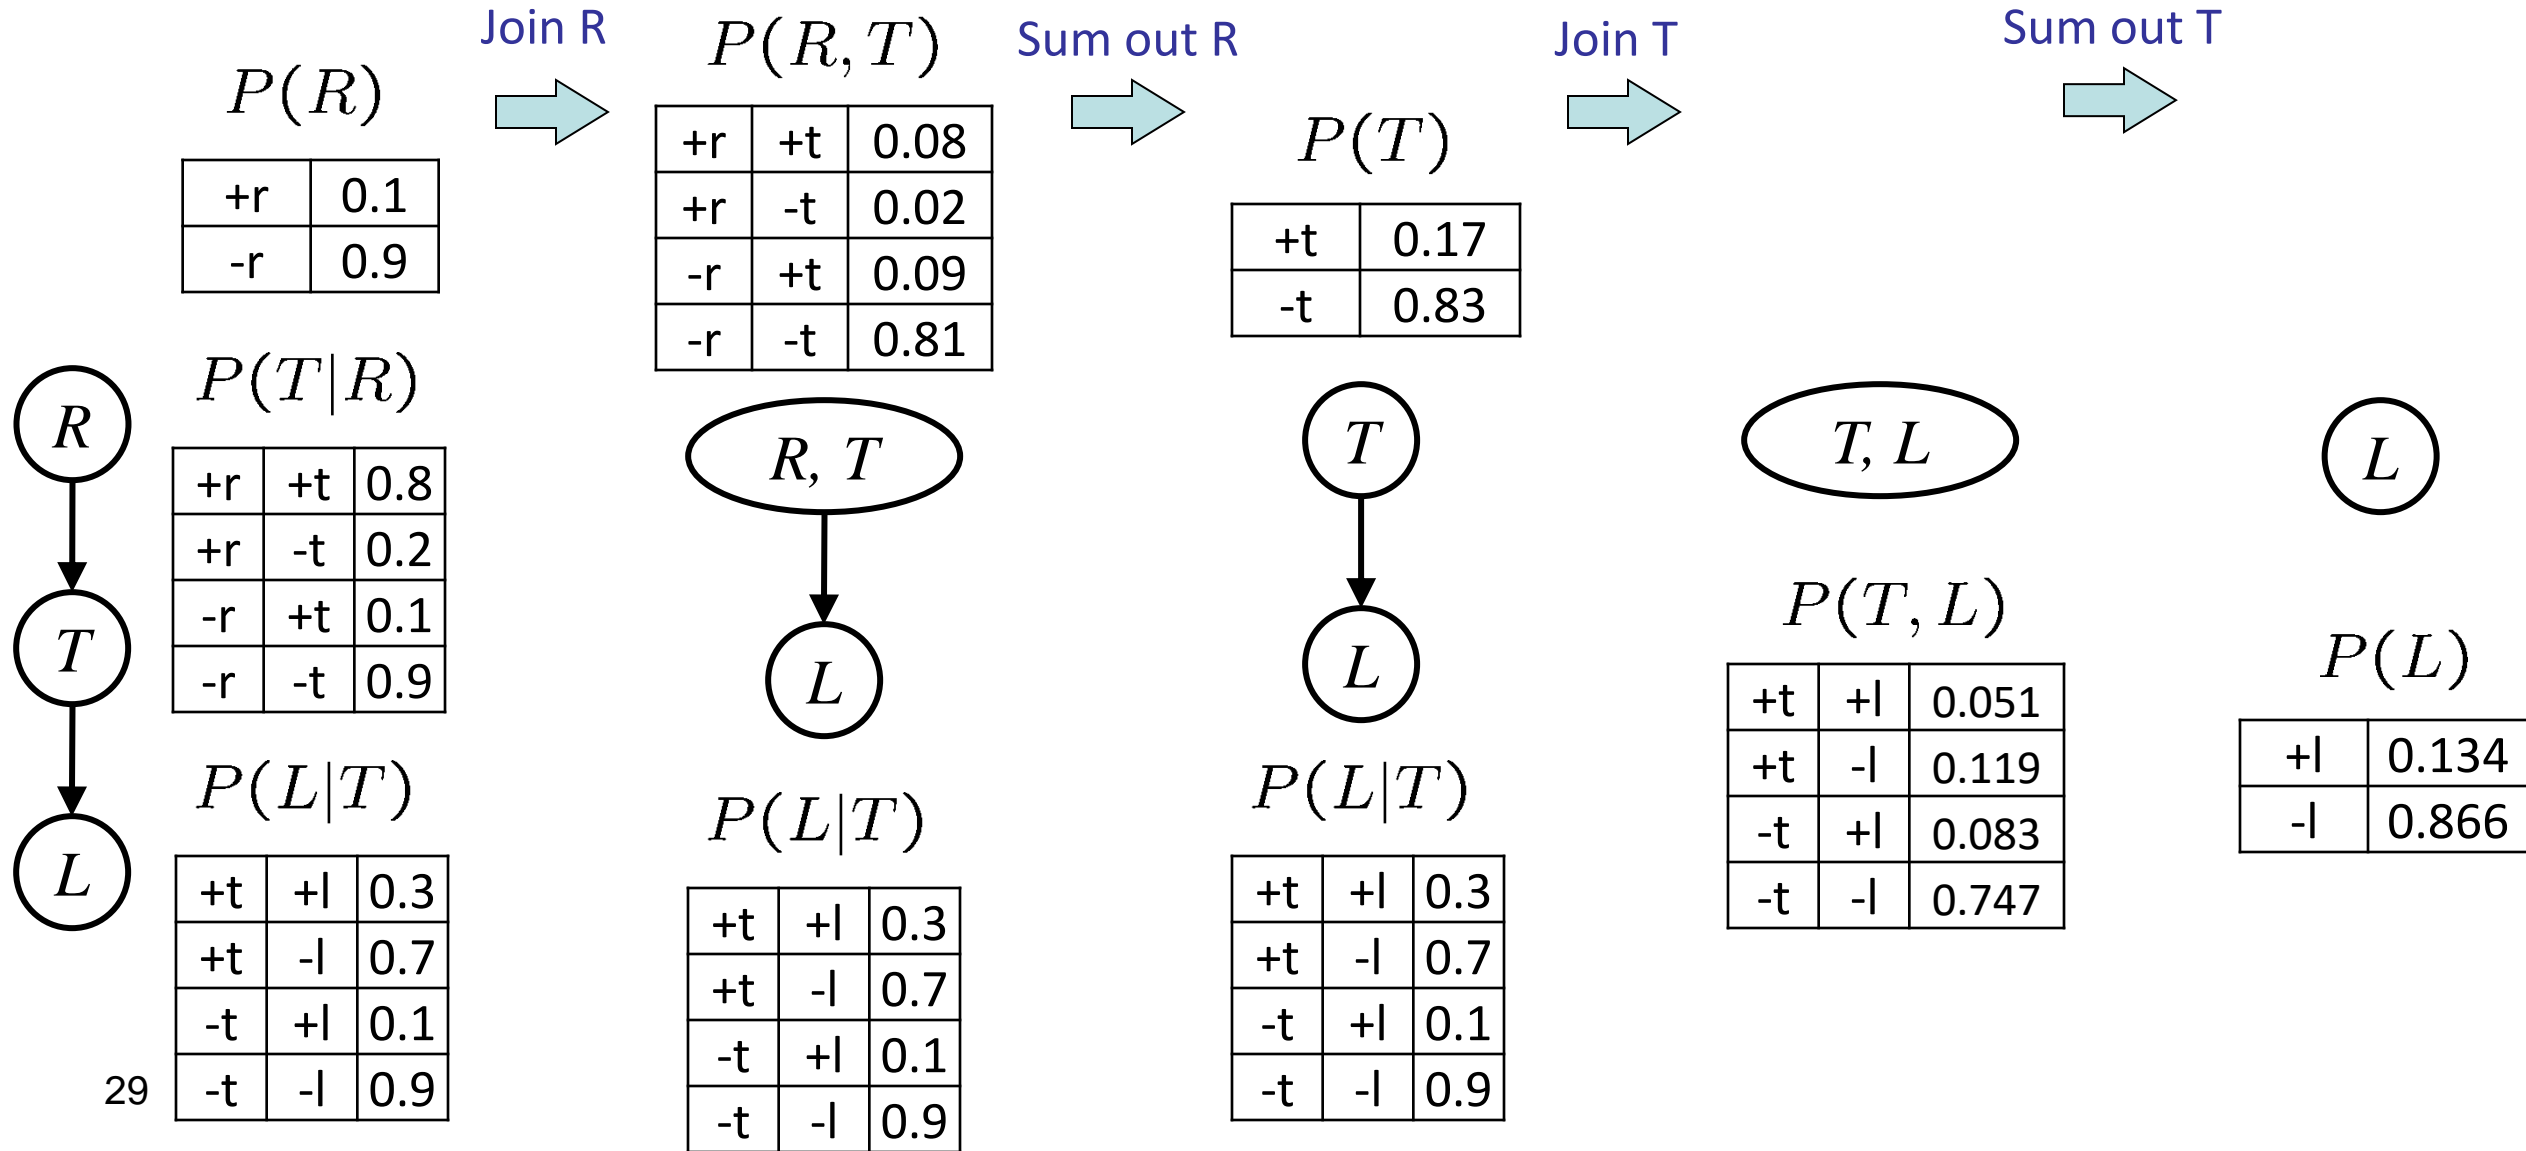 Join R
Sum out R
Join T
Sum out T
P(R)
+r 0.1
-r 0.9
P(T|R)
+r +t 0.8
+r -t 0.2
-r +t 0.1
-r -t 0.9
P(L|T)
+t +l 0.3
+t -l 0.7
-t +l 0.1
-t -l 0.9
R
T
L
29
P(R, T)
+r +t 0.08
+r -t 0.02
-r +t 0.09
-r -t 0.81
R, T
L
P(L|T)
+t +l 0.3
+t -l 0.7
-t +l 0.1
-t -l 0.9
P(T)
+t 0.17
-t 0.83
T
L
P(L|T)
+t +l 0.3
+t -l 0.7
-t +l 0.1
-t -l 0.9
T, L
P(T, L)
+t +l 0.051
+t -l 0.119
-t +l 0.083
-t -l 0.747
L
P(L)
+l 0.134
-l 0.866